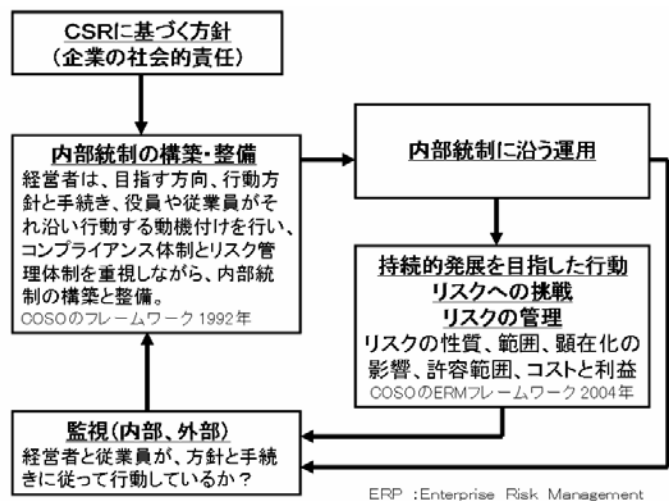 CSRに基づく方針
(企業の社会的責任)
内部統制の構築・整備
経営者は、目指す方向、行動方
針と手続き、役員や従業員がそ
れ沿い行動する動機付けを行い、
コンプライアンス体制とリスク管
理体制を重視しながら、内部統
制の構築と整備。
COSOのフレームワーク 1992年
内部統制に沿う運用
持続的発展を目指した行動
リスクへの挑戦
リスクの管理
リスクの性質、範囲、顕在化の
影響、許容範囲、コストと利益
COSOのERMフレームワーク 2004年
監視(内部、外部)
経営者と従業員が、方針と手続
きに従って行動しているか?
ERP :Enterprise Risk Management